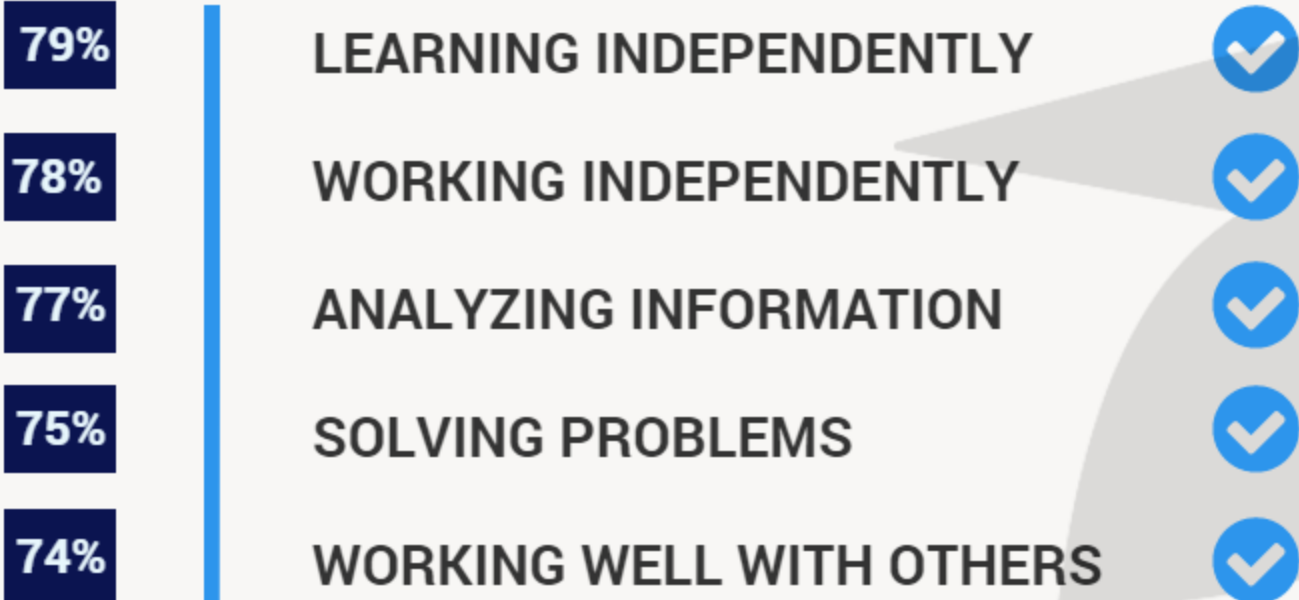 79% LEARNING INDEPENDENTLY
78% WORKING INDEPENDENTLY
77% ANALYZING INFORMATION
75% SOLVING PROBLEMS
74% WORKING WELL WITH OTHERS